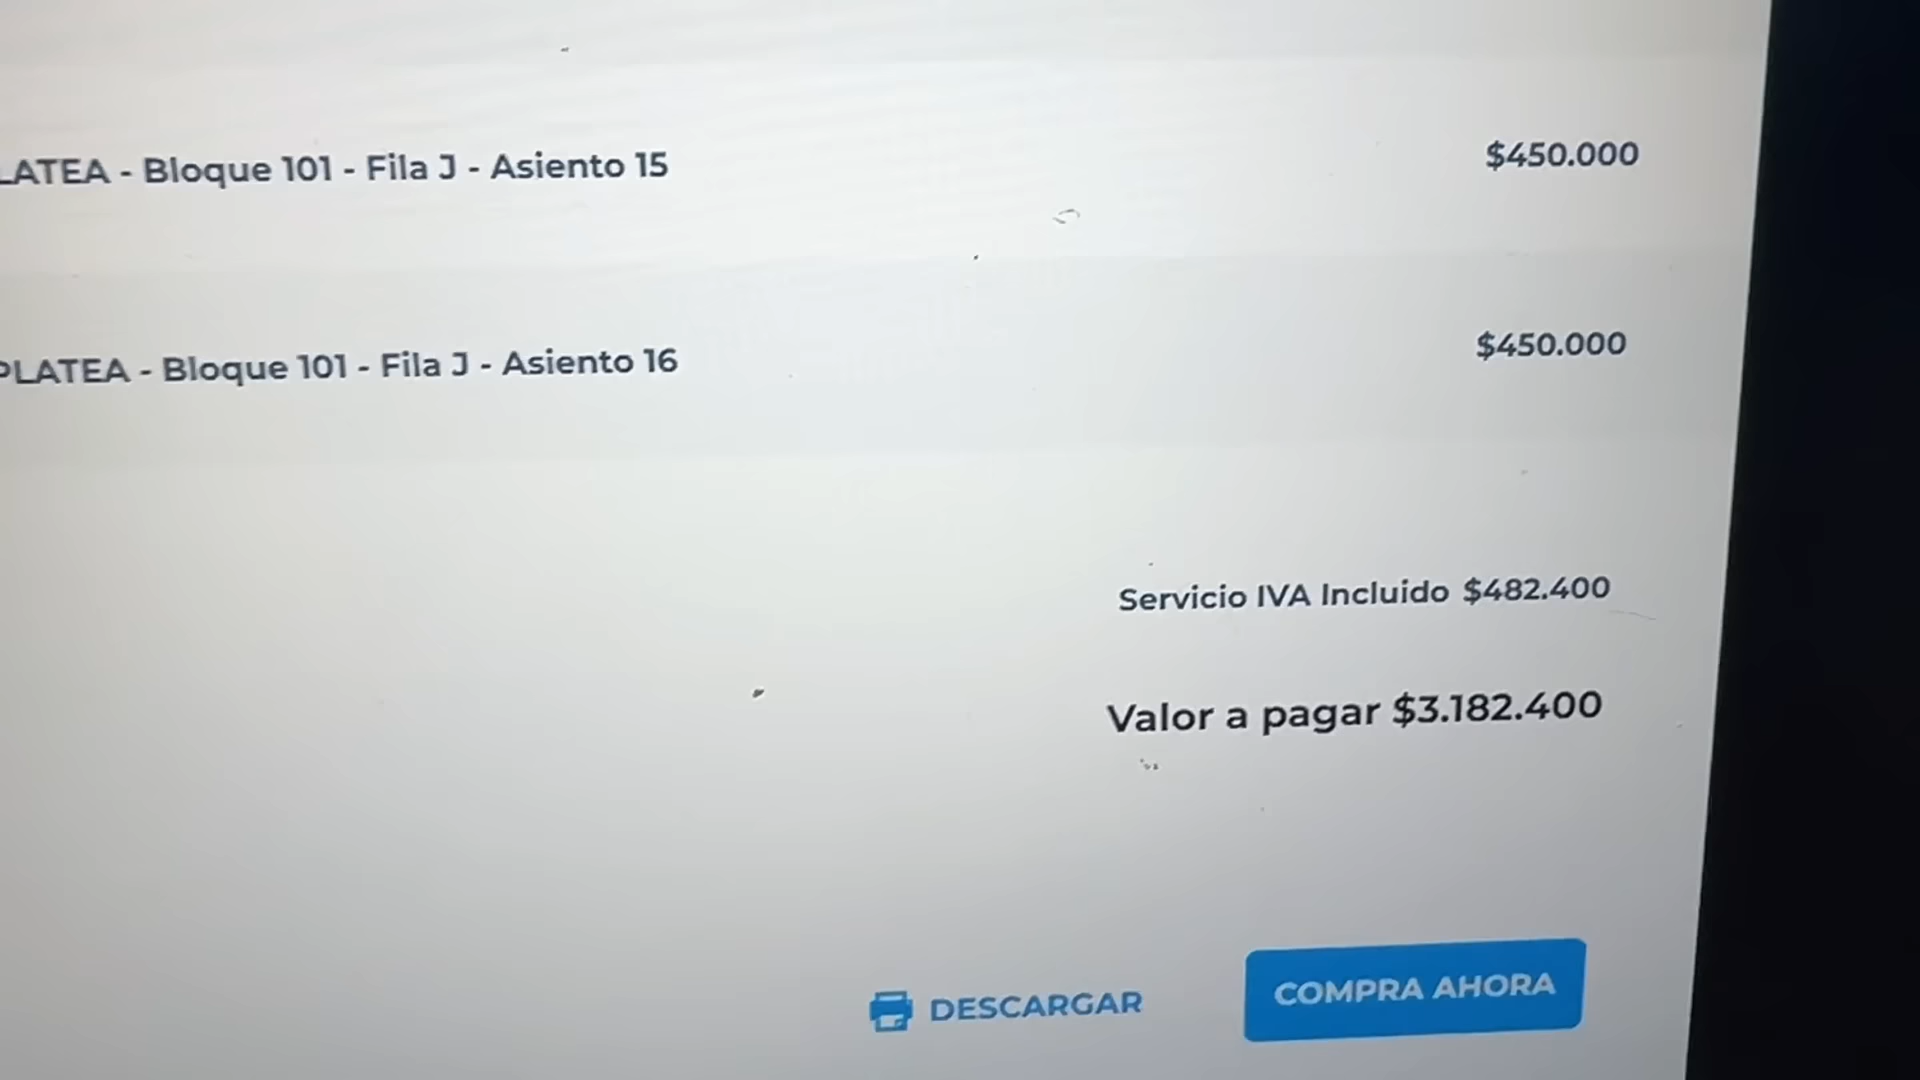 LATEA - Bloque 101 - Fila J - Asiento 15 $450.000
PLATEA - Bloque 101 - Fila J - Asiento 16 $450.000
Servicio IVA Incluido $482.400
Valor a pagar $3.182.400
DESCARGAR
COMPRA AHORA